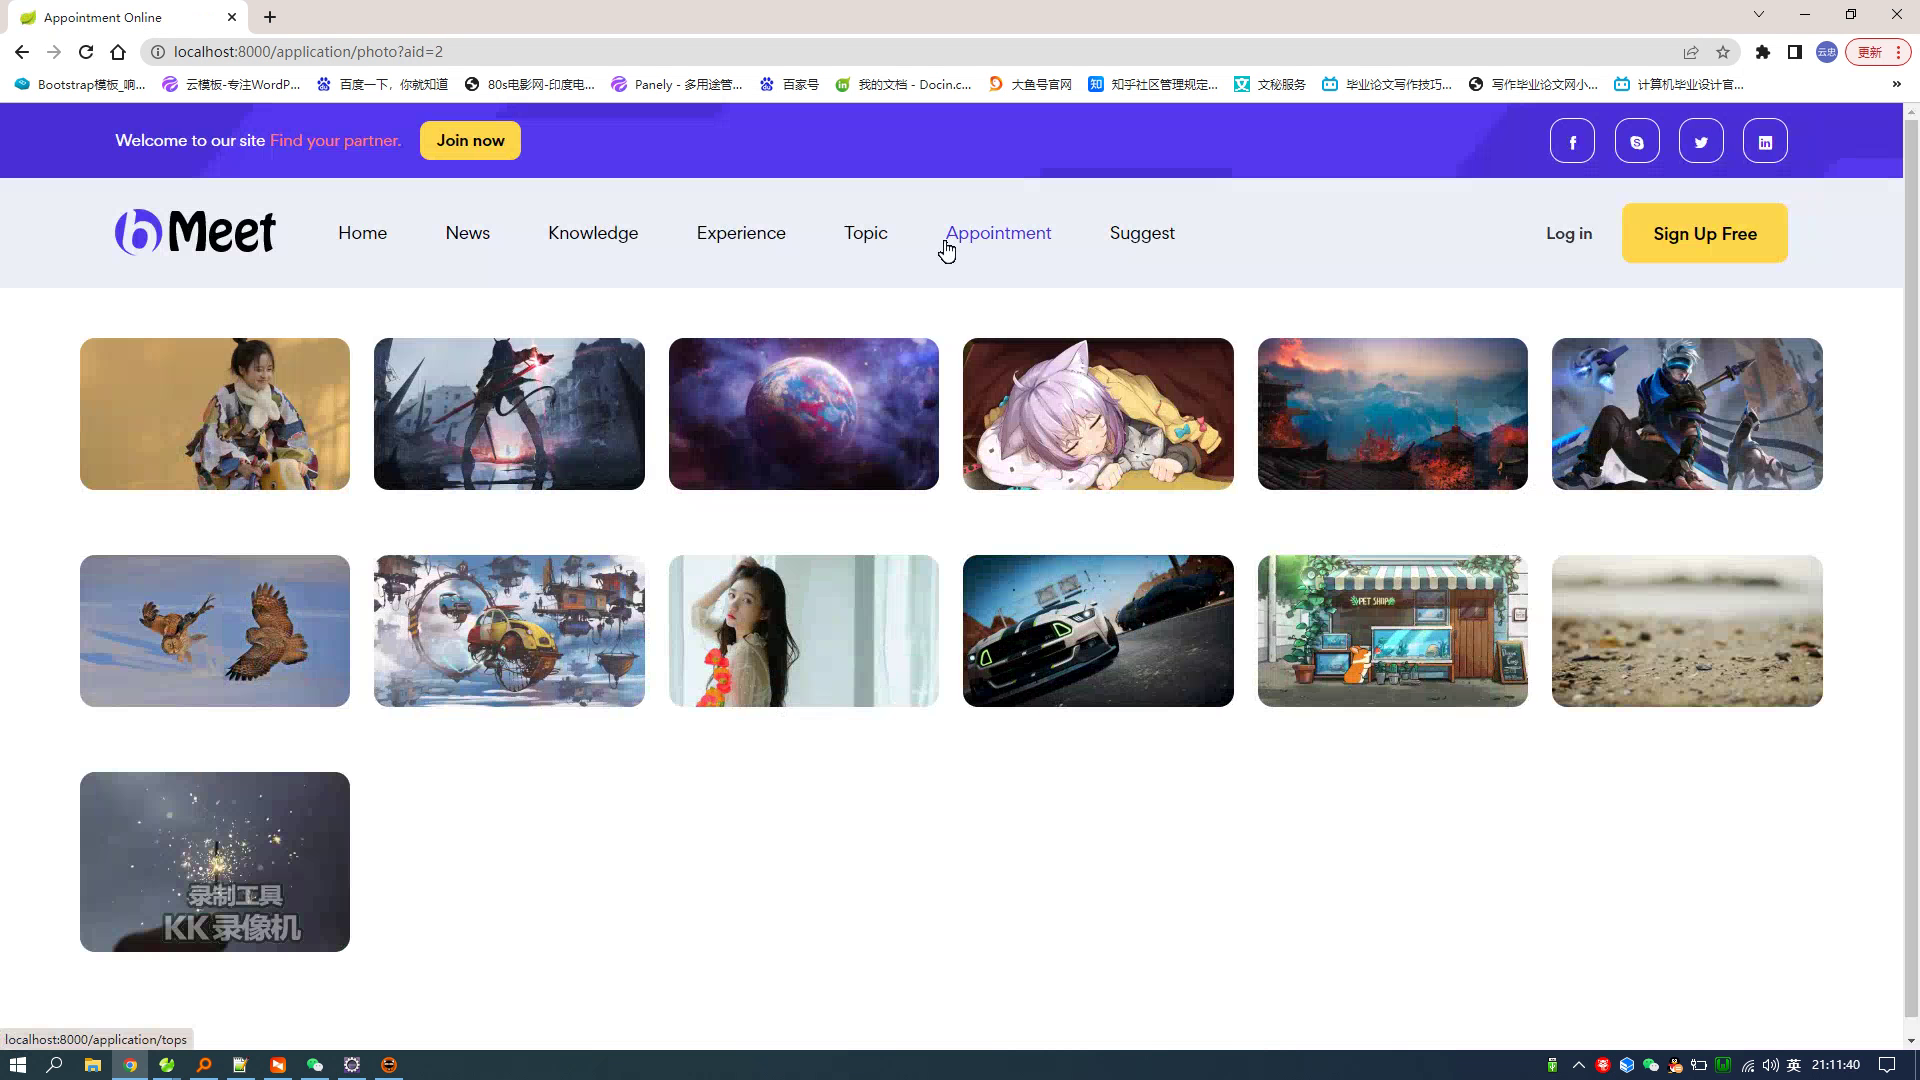 Appointment Online
localhost:8000/application/photo?aid=2
云忠
更新
Bootstrap模板_响...
云模板-专注WordP...
百度一下，你就知道
80s电影网-印度电...
Panely - 多用途管...
百家号
我的文档 - Docin.c...
大鱼号官网
知乎社区管理规定...
文秘服务
毕业论文写作技巧...
写作毕业论文网小...
计算机毕业设计官...
Welcome to our site Find your partner.
Join now
Meet
Home
News
Knowledge
Experience
Topic
Appointment
Suggest
Log in
Sign Up Free
PET SHOP
录制工具
KK 录像机
localhost:8000/application/tops
英
21:11:40